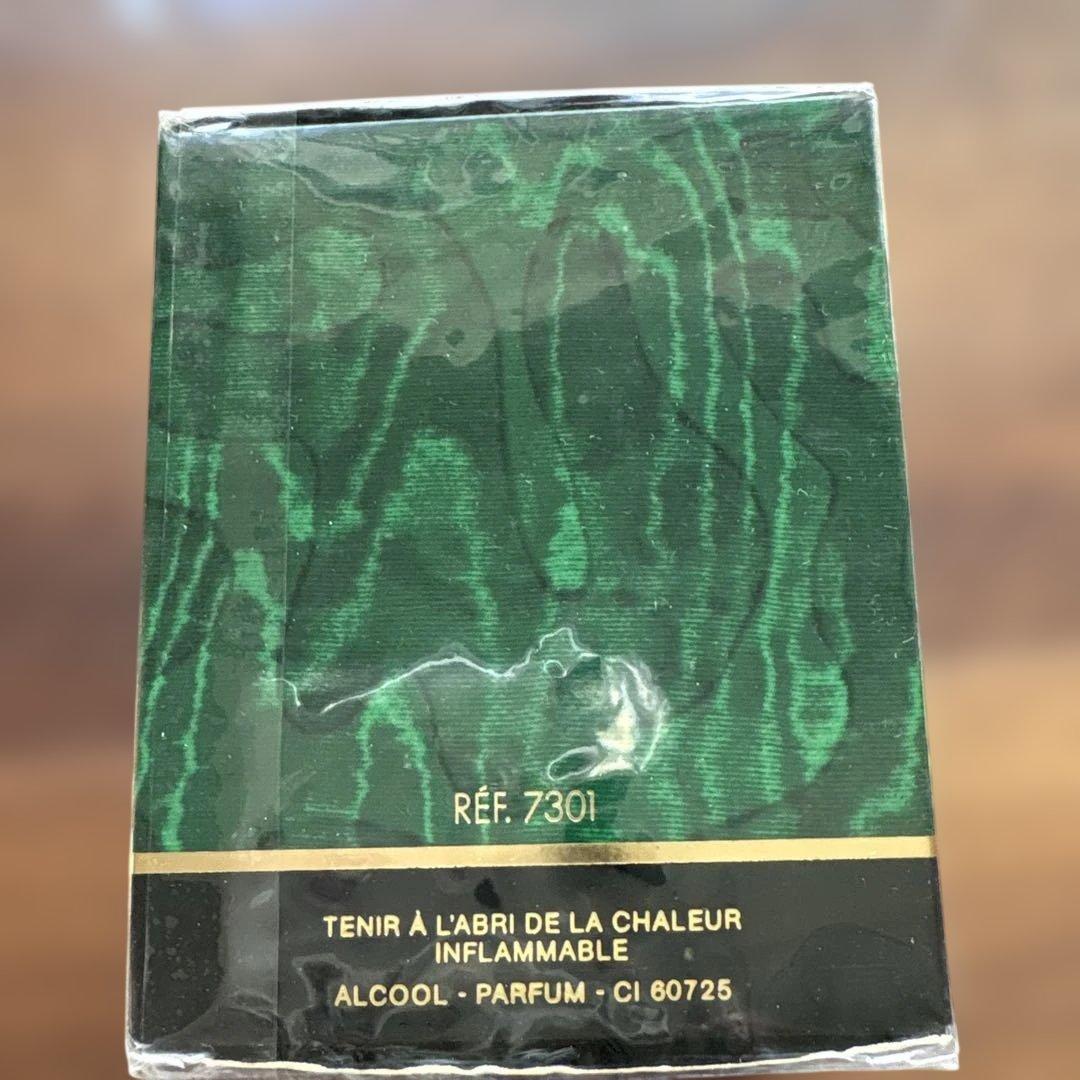 RÉF. 7301
TENIR À L'ABRI DE LA CHALEUR
INFLAMMABLE
ALCOOL - PARFUM - CI 60725